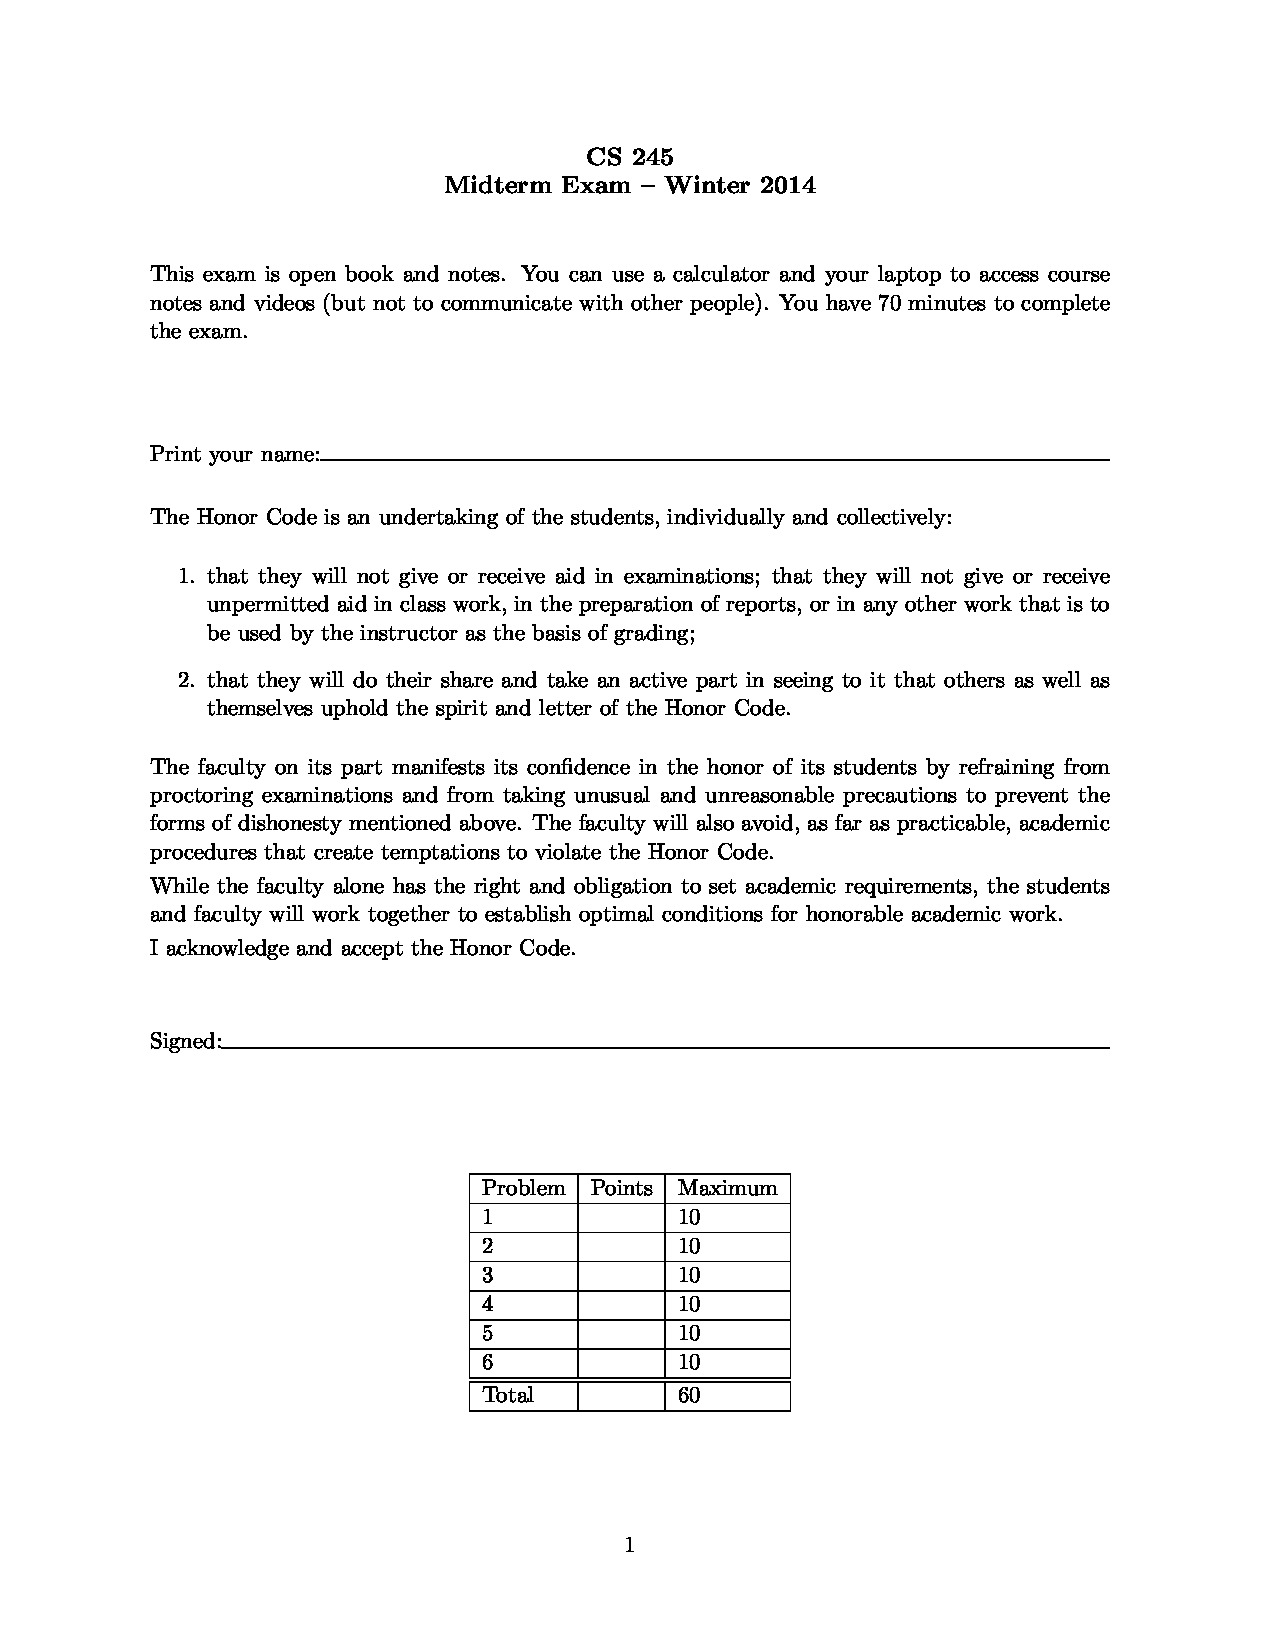 CS 245
Midterm Exam – Winter 2014
This exam is open book and notes. You can use a calculator and your laptop to access course
notes and videos (but not to communicate with other people). You have 70 minutes to complete
the exam.
Print your name:
The Honor Code is an undertaking of the students, individually and collectively:
1. that they will not give or receive aid in examinations; that they will not give or receive
unpermitted aid in class work, in the preparation of reports, or in any other work that is to
be used by the instructor as the basis of grading;
2. that they will do their share and take an active part in seeing to it that others as well as
themselves uphold the spirit and letter of the Honor Code.
The faculty on its part manifests its confidence in the honor of its students by refraining from
proctoring examinations and from taking unusual and unreasonable precautions to prevent the
forms of dishonesty mentioned above. The faculty will also avoid, as far as practicable, academic
procedures that create temptations to violate the Honor Code.
While the faculty alone has the right and obligation to set academic requirements, the students
and faculty will work together to establish optimal conditions for honorable academic work.
I acknowledge and accept the Honor Code.
Signed:
Problem Points Maximum
1 10
2 10
3 10
4 10
5 10
6 10
Total 60
1